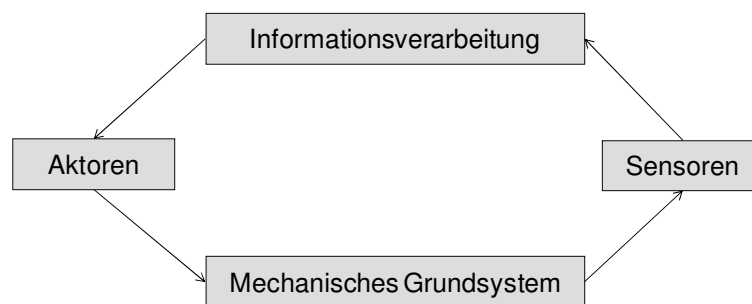 Informationsverarbeitung
Aktoren
Sensoren
Mechanisches Grundsystem